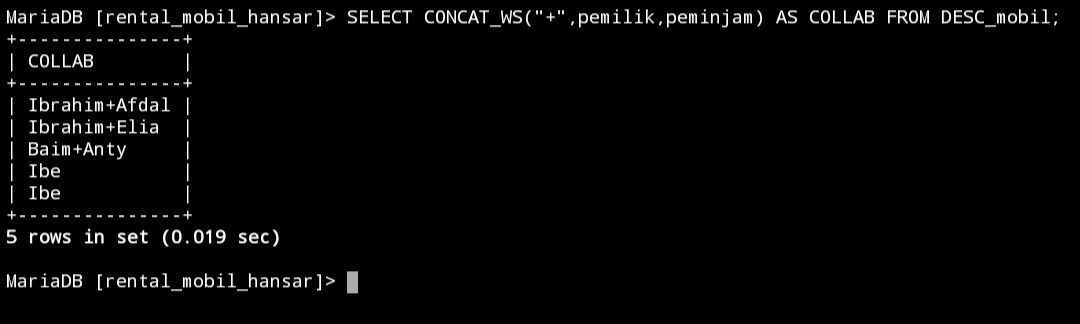 MariaDB [rental_mobil_hansar]> SELECT CONCAT_WS("+",pemilik,peminjam) AS COLLAB FROM DESC_mobil;
+---------------+
| COLLAB        |
+---------------+
| Ibrahim+Afdal |
| Ibrahim+Elia  |
| Baim+Anty     |
| Ibe           |
| Ibe           |
+---------------+
5 rows in set (0.019 sec)
MariaDB [rental_mobil_hansar]>